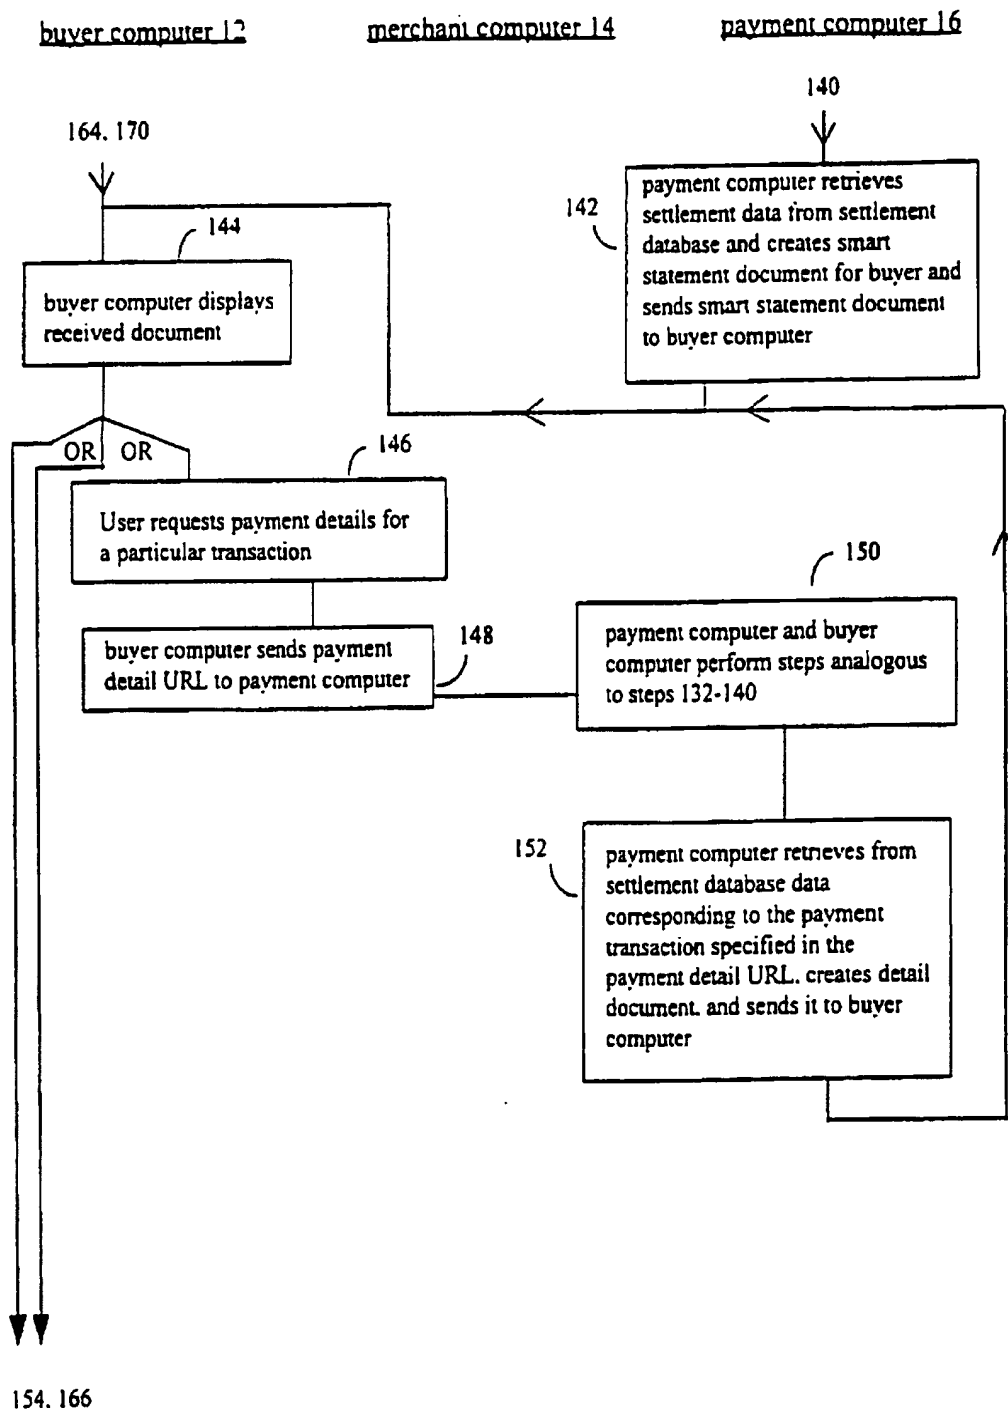 buyer computer 12 merchant computer 14 payment computer 16
140
164, 170
payment computer retrieves
settlement data from settlement
database and creates smart
statement document for buyer and
sends smart statement document
to buyer computer
142
144
buyer computer displays
received document
OR OR
146
User requests payment details for
a particular transaction
148
buyer computer sends payment
detail URL to payment computer
150
payment computer and buyer
computer perform steps analogous
to steps 132-140
152
payment computer retrieves from
settlement database data
corresponding to the payment
transaction specified in the
payment detail URL, creates detail
document, and sends it to buyer
computer
154, 166